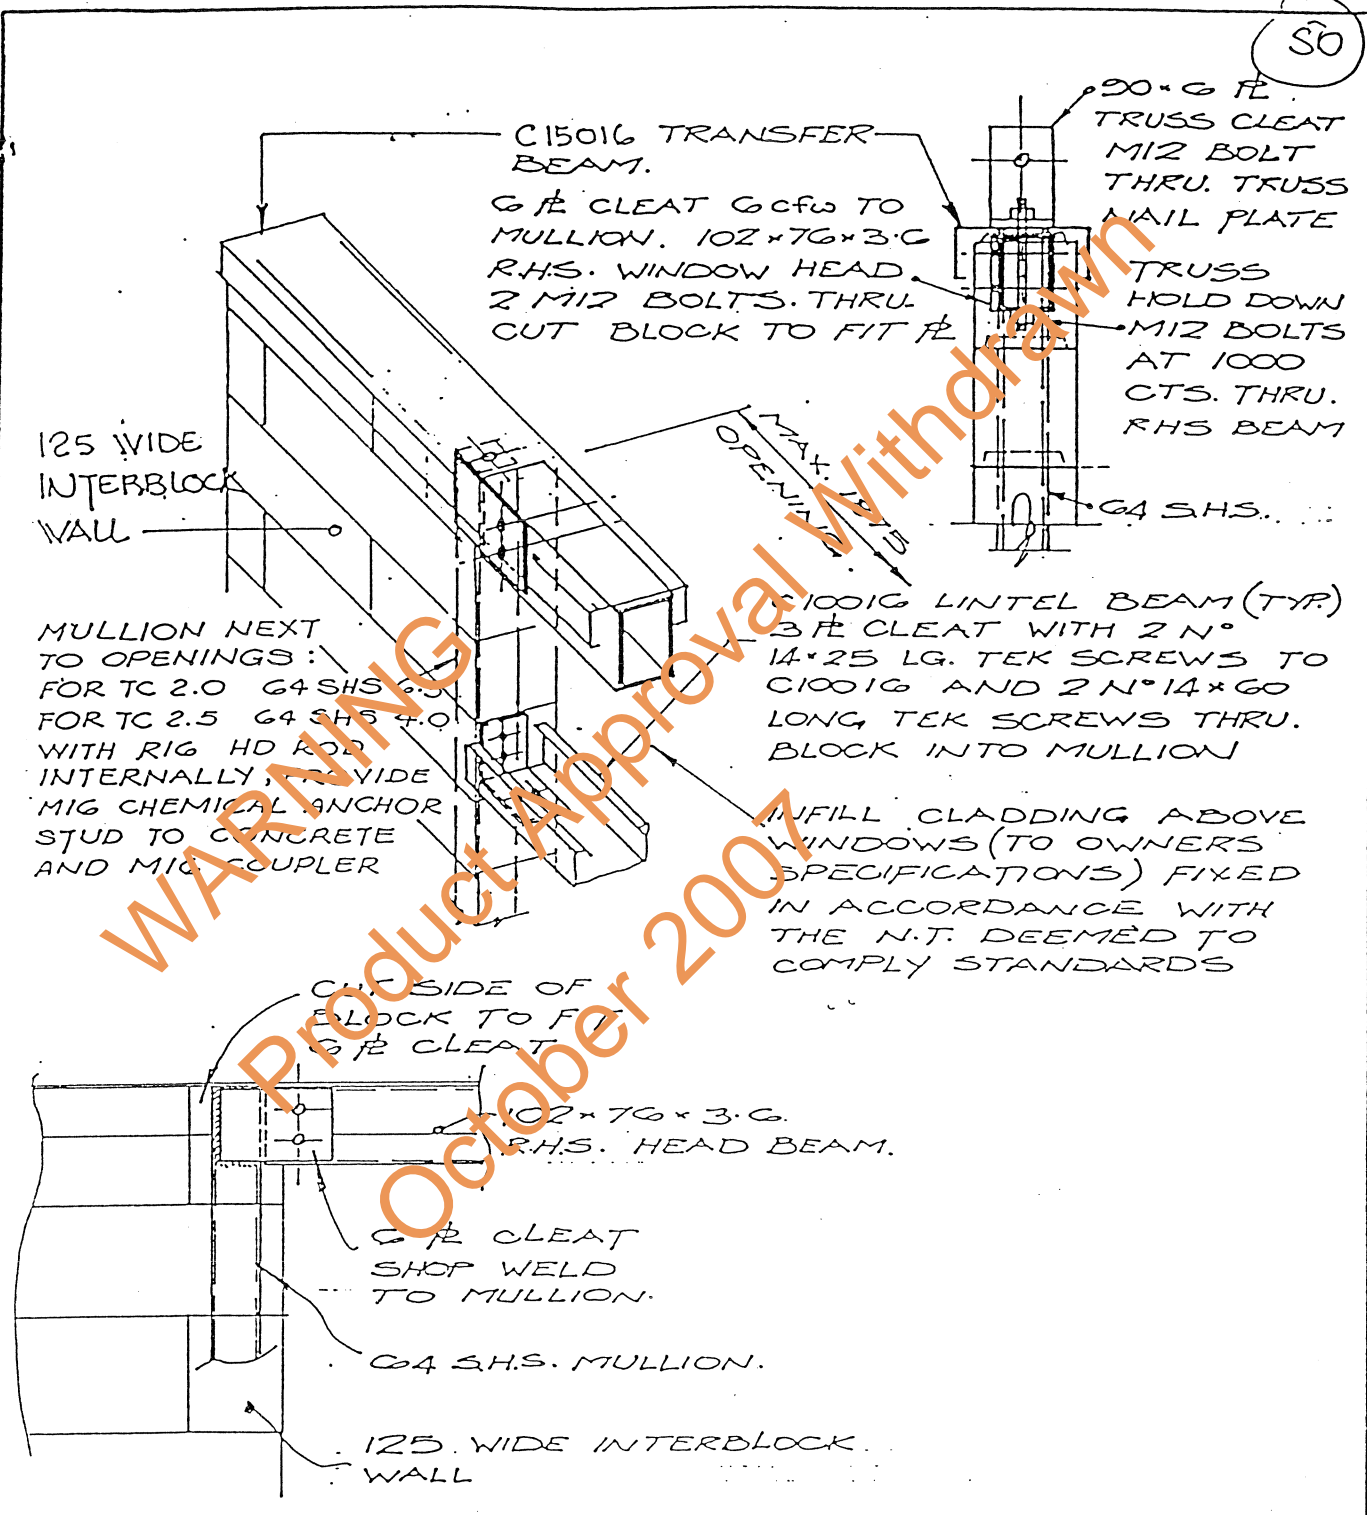 50
C15016 TRANSFER
BEAM.
6 PL CLEAT 6cfw TO
MULLION. 102×76×3·6
R.H.S. WINDOW HEAD
2 M12 BOLTS. THRU.
CUT BLOCK TO FIT PL
90×6 PL.
TRUSS CLEAT
M12 BOLT
THRU. TRUSS
NAIL PLATE
TRUSS
HOLD DOWN
M12 BOLTS
AT 1000
CTS. THRU.
RHS BEAM
64 S.H.S.
125 WIDE
INTERBLOCK
WALL
MAX. 1875
OPENING
MULLION NEXT
TO OPENINGS:
FOR TC 2.0 64 SHS
FOR TC 2.5 64 SHS 4.0
WITH R16 HD ROD
INTERNALLY, PROVIDE
M16 CHEMICAL ANCHOR
STUD TO CONCRETE
AND M16 COUPLER
C10016 LINTEL BEAM (TYP.)
3 PL CLEAT WITH 2 N°
14×25 LG. TEK SCREWS TO
C10016 AND 2 N° 14×60
LONG TEK SCREWS THRU.
BLOCK INTO MULLION
INFILL CLADDING ABOVE
WINDOWS (TO OWNERS
SPECIFICATIONS) FIXED
IN ACCORDANCE WITH
THE N.T. DEEMED TO
COMPLY STANDARDS
CUT SIDE OF
BLOCK TO FIT
6 PL CLEAT
102×76×3·6.
R.H.S. HEAD BEAM.
6 PL CLEAT
SHOP WELD
TO MULLION.
64 S.H.S. MULLION.
125 WIDE INTERBLOCK
WALL
WARNING
Product Approval Withdrawn
October 2007